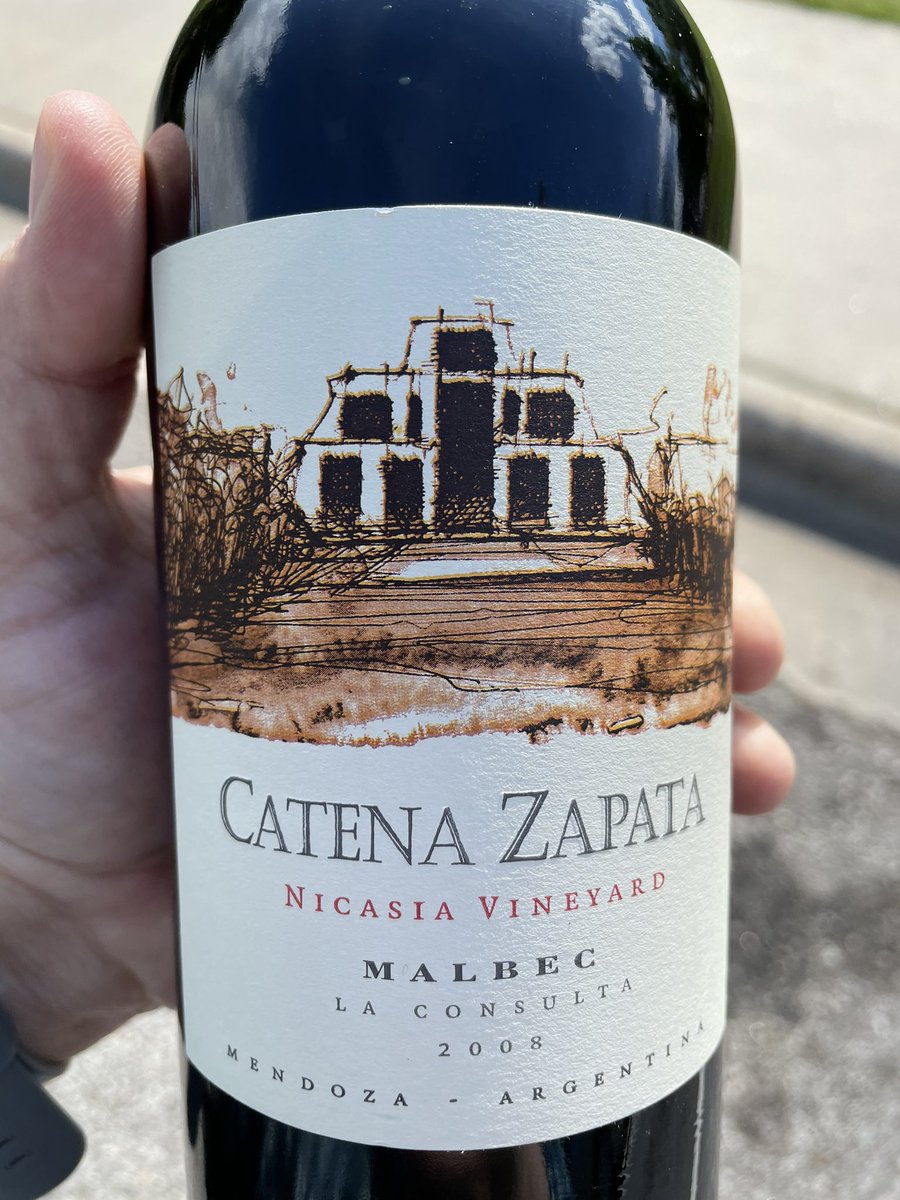 CATENA ZAPATA
NICASIA VINEYARD
MALBEC
LA CONSULTA
2008
MENDOZA - ARGENTINA